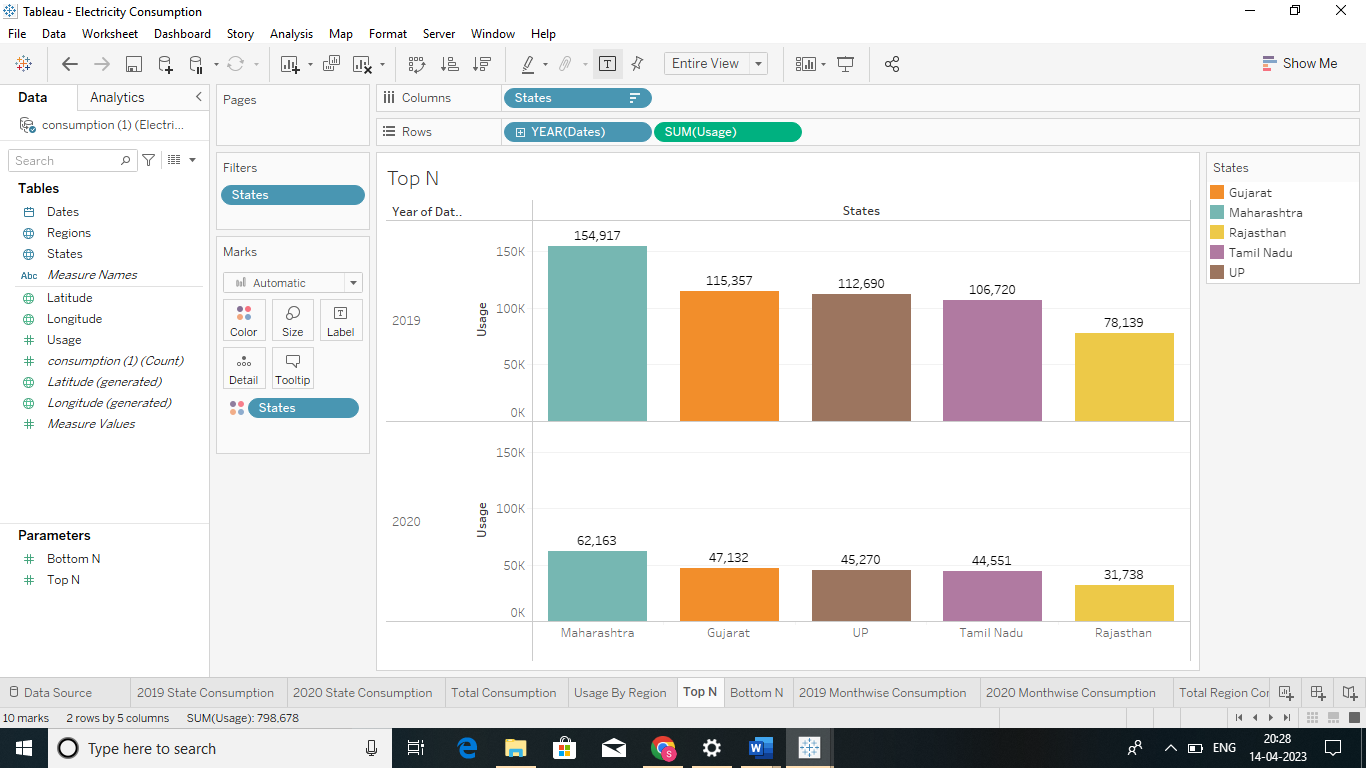 Tableau - Electricity Consumption
File Data Worksheet Dashboard Story Analysis Map Format Server Window Help
Entire View
Show Me
Data Analytics
consumption (1) (Electri...
Search
Tables
Dates
Regions
States
Abc Measure Names
Latitude
Longitude
Usage
consumption (1) (Count)
Latitude (generated)
Longitude (generated)
Measure Values
Parameters
Bottom N
Top N
Pages
Filters
States
Marks
Automatic
Color Size Label
Detail Tooltip
States
Columns States
Rows YEAR(Dates) SUM(Usage)
Top N
Year of Dat.. States
2019
Usage
150K
100K
50K
0K
154,917 115,357 112,690 106,720 78,139
2020
Usage
150K
100K
50K
0K
62,163 47,132 45,270 44,551 31,738
Maharashtra Gujarat UP Tamil Nadu Rajasthan
States
Gujarat
Maharashtra
Rajasthan
Tamil Nadu
UP
Data Source 2019 State Consumption 2020 State Consumption Total Consumption Usage By Region Top N Bottom N 2019 Monthwise Consumption 2020 Monthwise Consumption Total Region Cor
10 marks 2 rows by 5 columns SUM(Usage): 798,678
Type here to search
ENG
20:28
14-04-2023